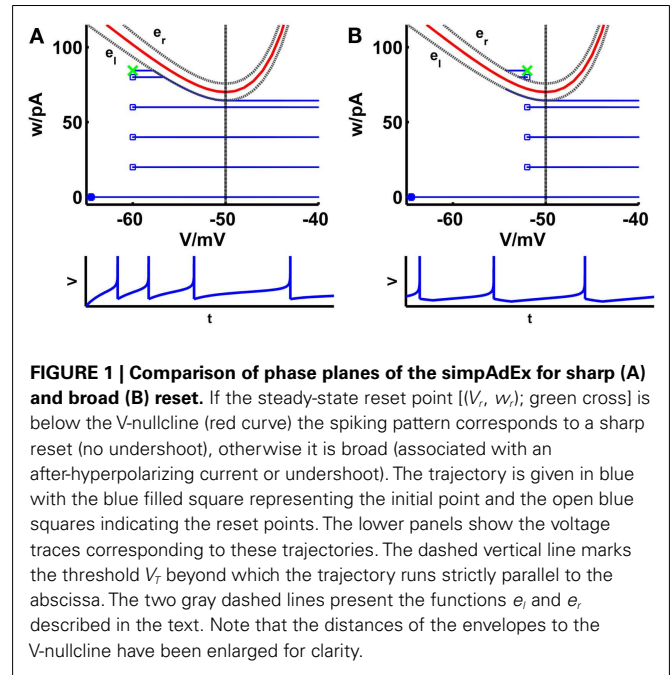 A
B
e_r
e_l
e_r
e_l
w/pA
100
50
0
-60
-50
-40
V/mV
w/pA
100
50
0
-60
-50
-40
V/mV
V
t
V
t
FIGURE 1 | Comparison of phase planes of the simpAdEx for sharp (A)
and broad (B) reset. If the steady-state reset point [(V_r, w_r); green cross] is
below the V-nullcline (red curve) the spiking pattern corresponds to a sharp
reset (no undershoot), otherwise it is broad (associated with an
after-hyperpolarizing current or undershoot). The trajectory is given in blue
with the blue filled square representing the initial point and the open blue
squares indicating the reset points. The lower panels show the voltage
traces corresponding to these trajectories. The dashed vertical line marks
the threshold V_T beyond which the trajectory runs strictly parallel to the
abscissa. The two gray dashed lines present the functions e_l and e_r
described in the text. Note that the distances of the envelopes to the
V-nullcline have been enlarged for clarity.